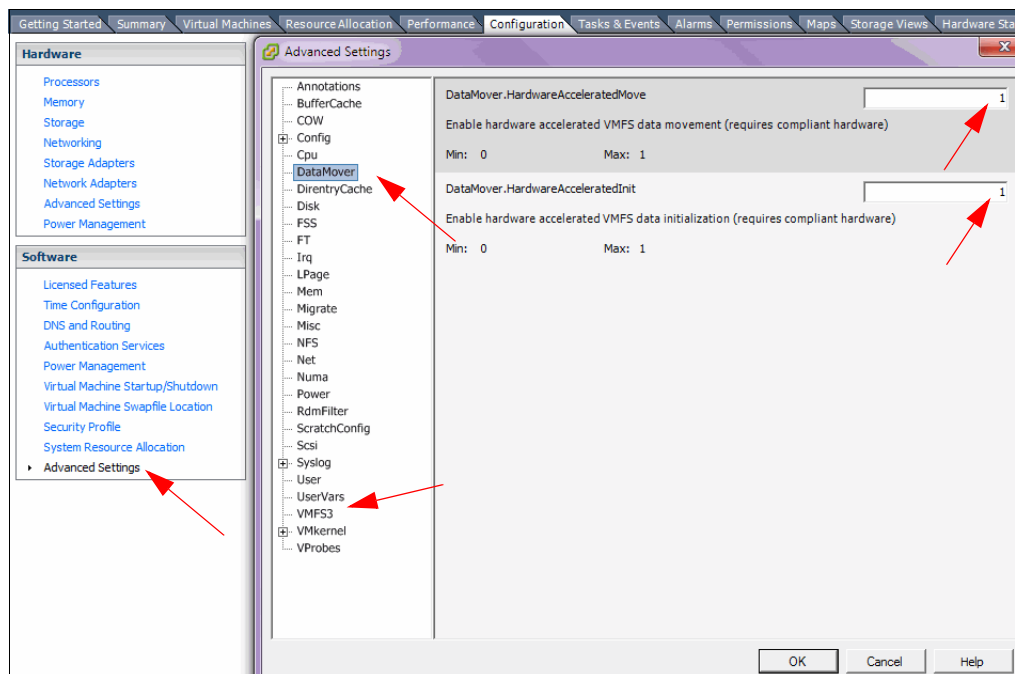 Getting Started Summary Virtual Machines Resource Allocation Performance Configuration Tasks & Events Alarms Permissions Maps Storage Views Hardware Sta
Hardware
Processors
Memory
Storage
Networking
Storage Adapters
Network Adapters
Advanced Settings
Power Management
Software
Licensed Features
Time Configuration
DNS and Routing
Authentication Services
Power Management
Virtual Machine Startup/Shutdown
Virtual Machine Swapfile Location
Security Profile
System Resource Allocation
Advanced Settings
Advanced Settings
Annotations
BufferCache
COW
Config
Cpu
DataMover
DirentryCache
Disk
FSS
FT
Irq
LPage
Mem
Migrate
Misc
NFS
Net
Numa
Power
RdmFilter
ScratchConfig
Scsi
Syslog
User
UserVars
VMFS3
VMkernel
VProbes
DataMover.HardwareAcceleratedMove 1
Enable hardware accelerated VMFS data movement (requires compliant hardware)
Min: 0 Max: 1
DataMover.HardwareAcceleratedInit 1
Enable hardware accelerated VMFS data initialization (requires compliant hardware)
Min: 0 Max: 1
OK Cancel Help